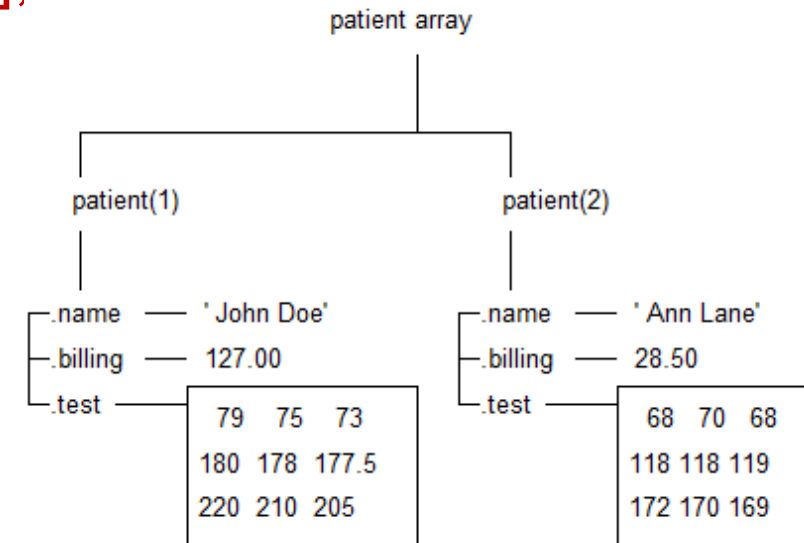 patient array
patient(1) patient(2)
.name ' John Doe' .name ' Ann Lane'
.billing 127.00 .billing 28.50
.test .test
79 75 73 68 70 68
180 178 177.5 118 118 119
220 210 205 172 170 169